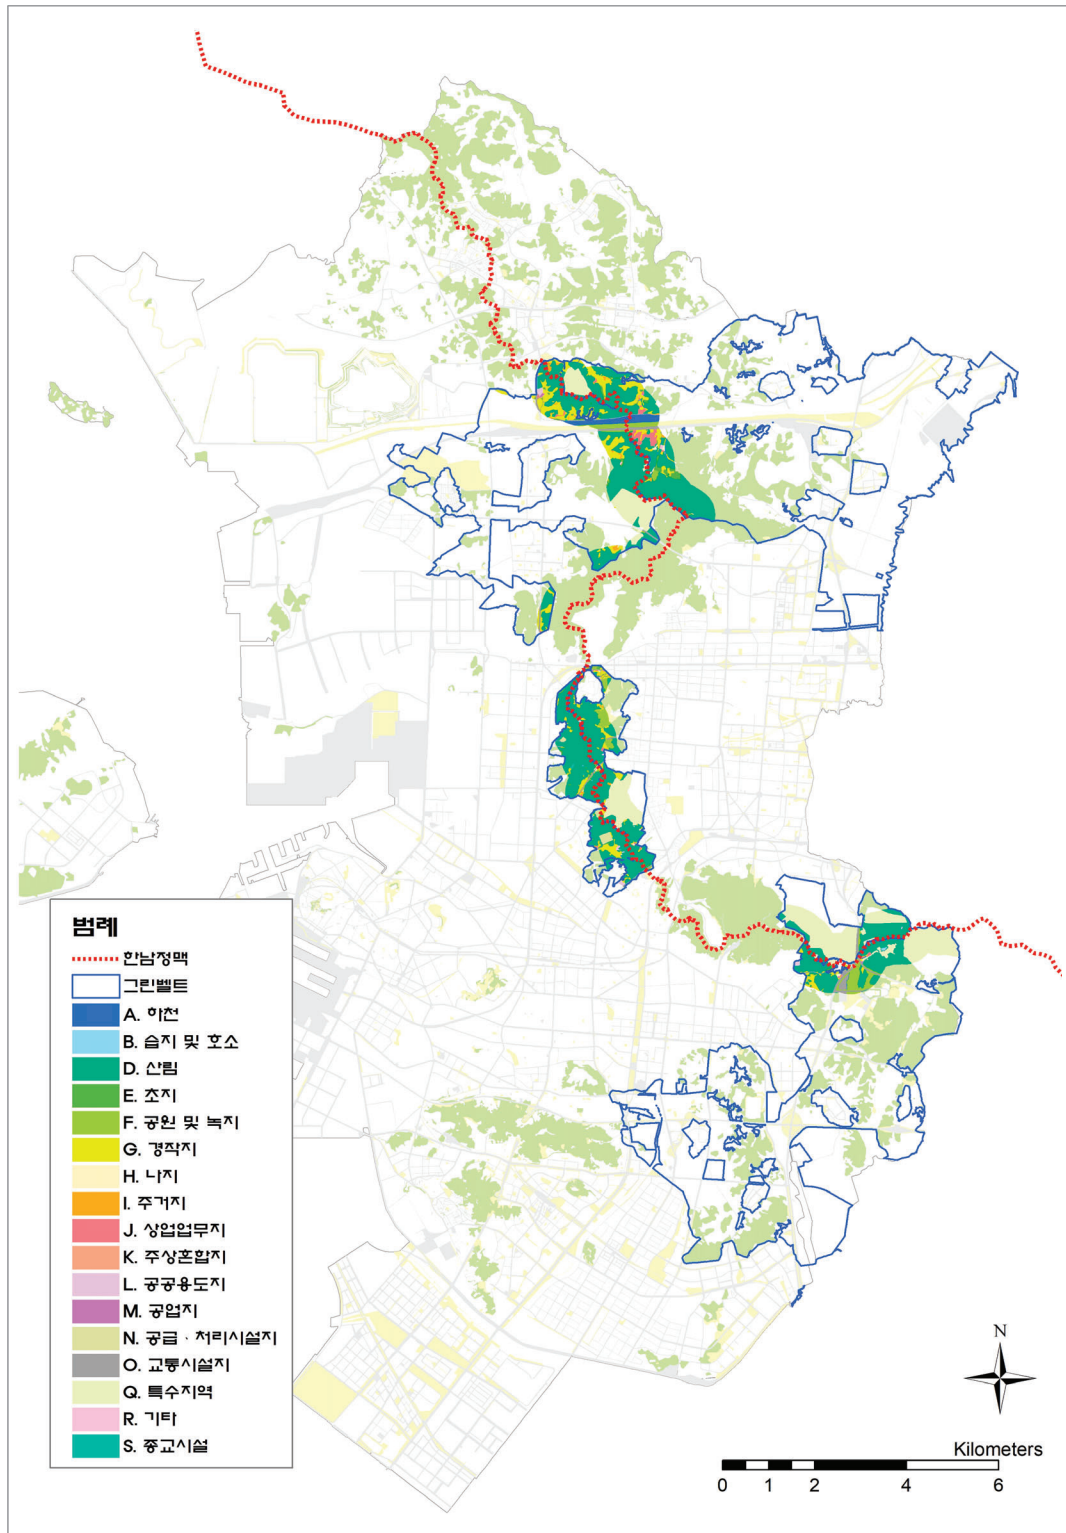 범례
한남정맥
그린벨트
A. 하천
B. 습지 및 호소
D. 산림
E. 초지
F. 공원 및 녹지
G. 경작지
H. 나지
I. 주거지
J. 상업업무지
K. 주상혼합지
L. 공공용도지
M. 공업지
N. 공급 · 처리시설지
O. 교통시설지
Q. 특수지역
R. 기타
S. 종교시설
N
Kilometers
0 1 2 4 6